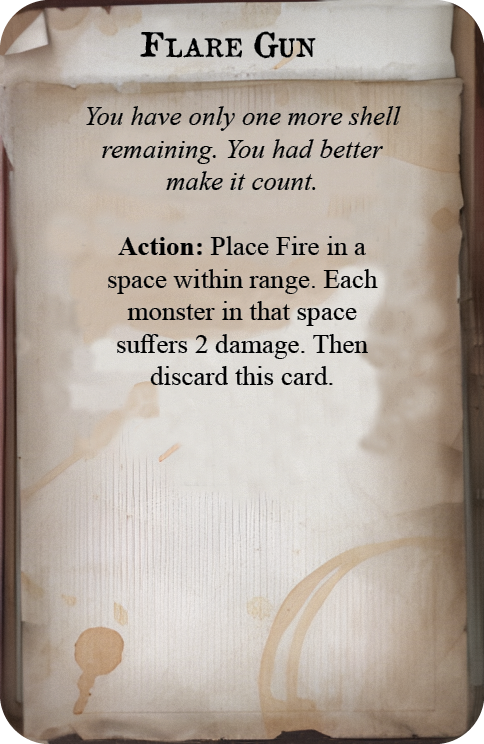 Flare Gun
You have only one more shell
remaining. You had better
make it count.
Action: Place Fire in a
space within range. Each
monster in that space
suffers 2 damage. Then
discard this card.